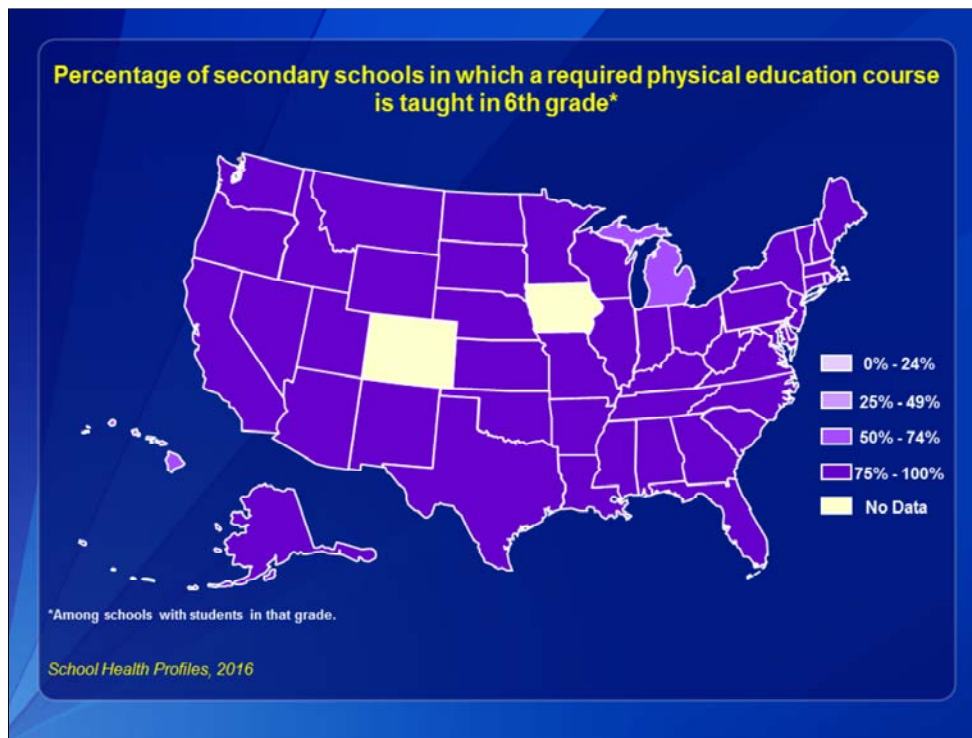 Percentage of secondary schools in which a required physical education course
is taught in 6th grade*
0% - 24%
25% - 49%
50% - 74%
75% - 100%
No Data
*Among schools with students in that grade.
School Health Profiles, 2016